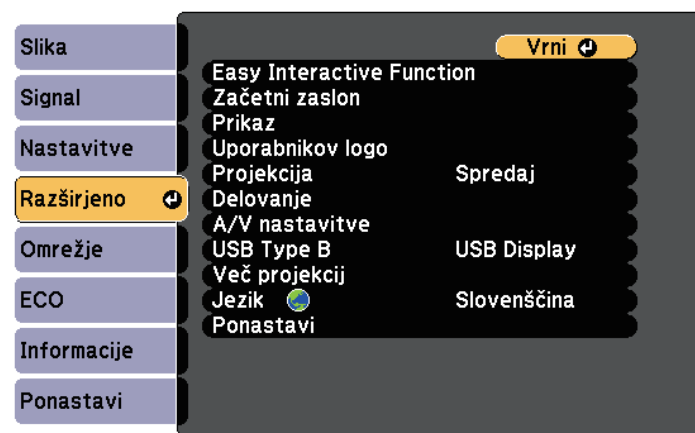 Slika
Signal
Nastavitve
Razširjeno
Omrežje
ECO
Informacije
Ponastavi
Vrni
Easy Interactive Function
Začetni zaslon
Prikaz
Uporabnikov logo
Projekcija Spredaj
Delovanje
A/V nastavitve
USB Type B USB Display
Več projekcij
Jezik Slovenščina
Ponastavi